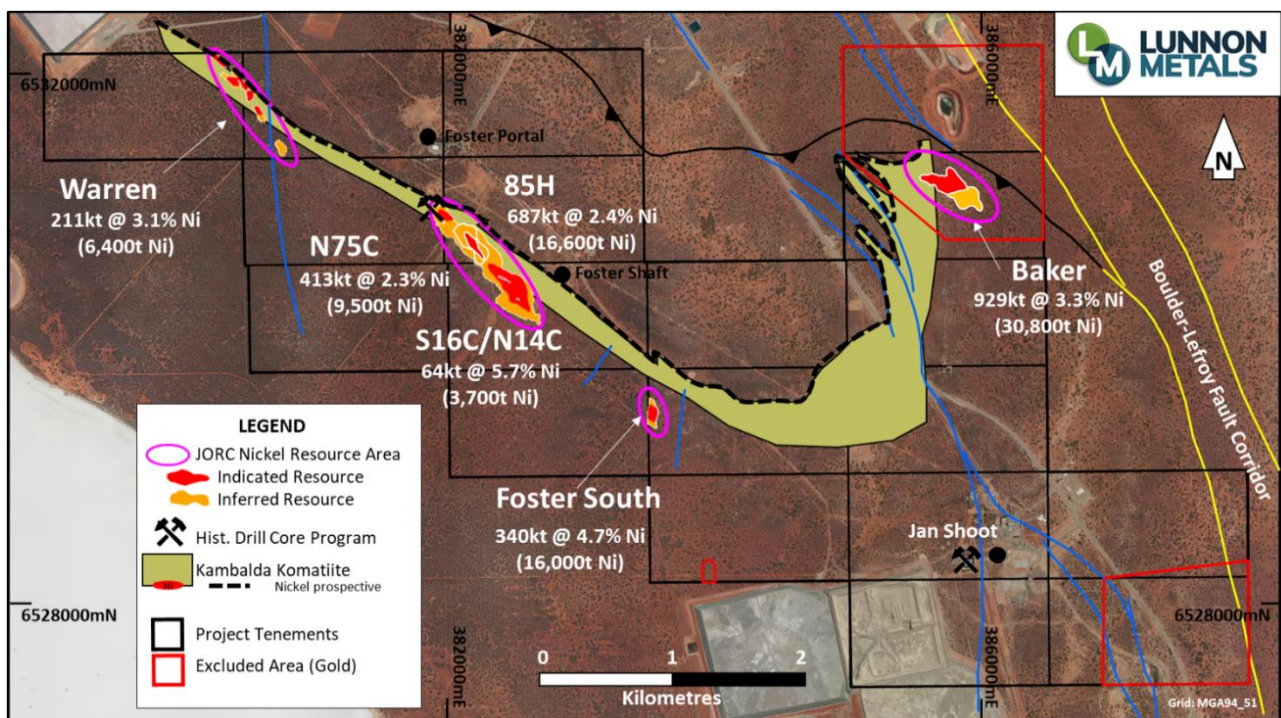 LUNNON
METALS
LM
382000mE
386000mE
6532000mN
N
Foster Portal
Warren
211kt @ 3.1% Ni
(6,400t Ni)
85H
687kt @ 2.4% Ni
(16,600t Ni)
N75C
413kt @ 2.3% Ni
(9,500t Ni)
Foster Shaft
Baker
929kt @ 3.3% Ni
(30,800t Ni)
Boulder-Lefroy Fault Corridor
S16C/N14C
64kt @ 5.7% Ni
(3,700t Ni)
Foster South
340kt @ 4.7% Ni
(16,000t Ni)
Jan Shoot
LEGEND
JORC Nickel Resource Area
Indicated Resource
Inferred Resource
Hist. Drill Core Program
Kambalda Komatiite
Ni
Nickel prospective
Project Tenements
Excluded Area (Gold)
6528000mN
6528000mN
382000mE
386000mE
0 1 2
Kilometres
Grid: MGA94_51